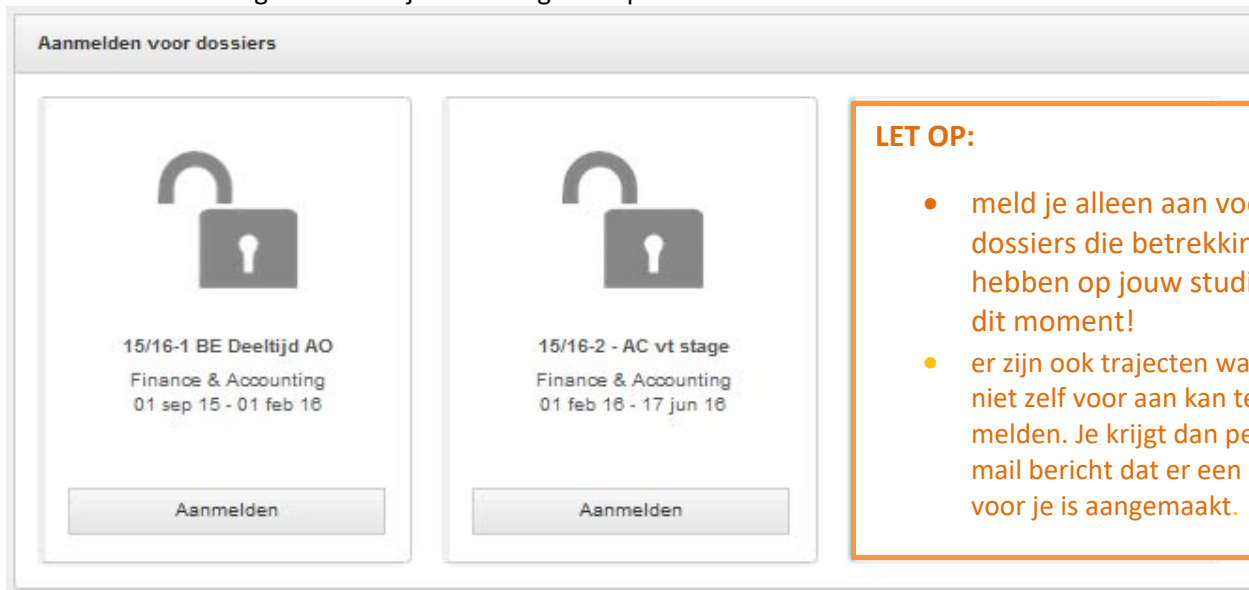 Aanmelden voor dossiers
15/16-1 BE Deeltijd AO
Finance & Accounting
01 sep 15 - 01 feb 16
Aanmelden
15/16-2 - AC vt stage
Finance & Accounting
01 feb 16 - 17 jun 16
Aanmelden
LET OP:
meld je alleen aan
dossiers die
hebben op jouw
dit moment!
er zijn ook trajecten
niet zelf voor aan kan
melden. Je krijgt dan
mail bericht dat er een
voor je is aangemaakt.